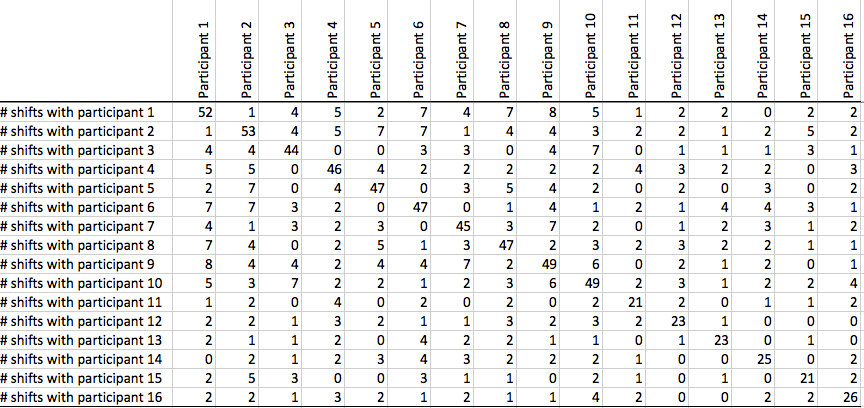 Participant 1 Participant 2 Participant 3 Participant 4 Participant 5 Participant 6 Participant 7 Participant 8 Participant 9 Participant 10 Participant 11 Participant 12 Participant 13 Participant 14 Participant 15 Participant 16
# shifts with participant 1 52 1 4 5 2 7 4 7 8 5 1 2 2 0 2 2
# shifts with participant 2 1 53 4 5 7 7 1 4 4 3 2 2 1 2 5 2
# shifts with participant 3 4 4 44 0 0 3 3 0 4 7 0 1 1 1 3 1
# shifts with participant 4 5 5 0 46 4 2 2 2 2 2 4 3 2 2 0 3
# shifts with participant 5 2 7 0 4 47 0 3 5 4 2 0 2 0 3 0 2
# shifts with participant 6 7 7 3 2 0 47 0 1 4 1 2 1 4 4 3 1
# shifts with participant 7 4 1 3 2 3 0 45 3 7 2 0 1 2 3 1 2
# shifts with participant 8 7 4 0 2 5 1 3 47 2 3 2 3 2 2 1 1
# shifts with participant 9 8 4 4 2 4 4 7 2 49 6 0 2 1 2 0 1
# shifts with participant 10 5 3 7 2 2 1 2 3 6 49 2 3 1 2 2 4
# shifts with participant 11 1 2 0 4 0 2 0 2 0 2 21 2 0 1 1 2
# shifts with participant 12 2 2 1 3 2 1 1 3 2 3 2 23 1 0 0 0
# shifts with participant 13 2 1 1 2 0 4 2 2 1 1 0 1 23 0 1 0
# shifts with participant 14 0 2 1 2 3 4 3 2 2 2 1 0 0 25 0 2
# shifts with participant 15 2 5 3 0 0 3 1 1 0 2 1 0 1 0 21 2
# shifts with participant 16 2 2 1 3 2 1 2 1 1 4 2 0 0 2 2 26